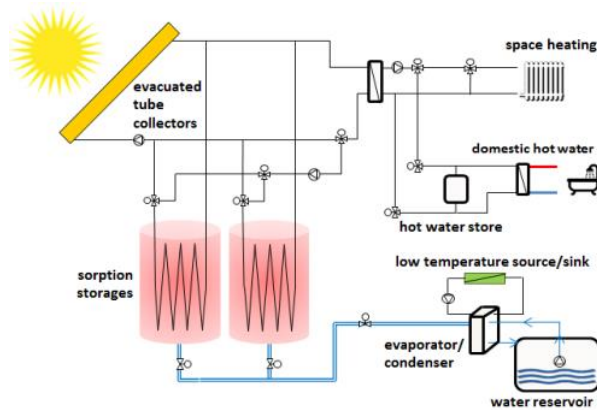 space heating
evacuated
tube
collectors
domestic hot water
hot water store
sorption
storages
low temperature source/sink
evaporator/
condenser
water reservoir